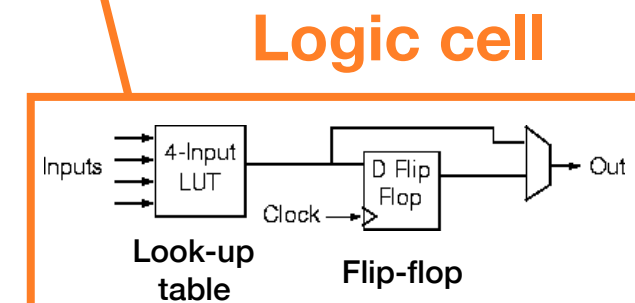 Logic cell
Inputs
4-Input
LUT
D Flip
Flop
Out
Clock
Look-up
table
Flip-flop